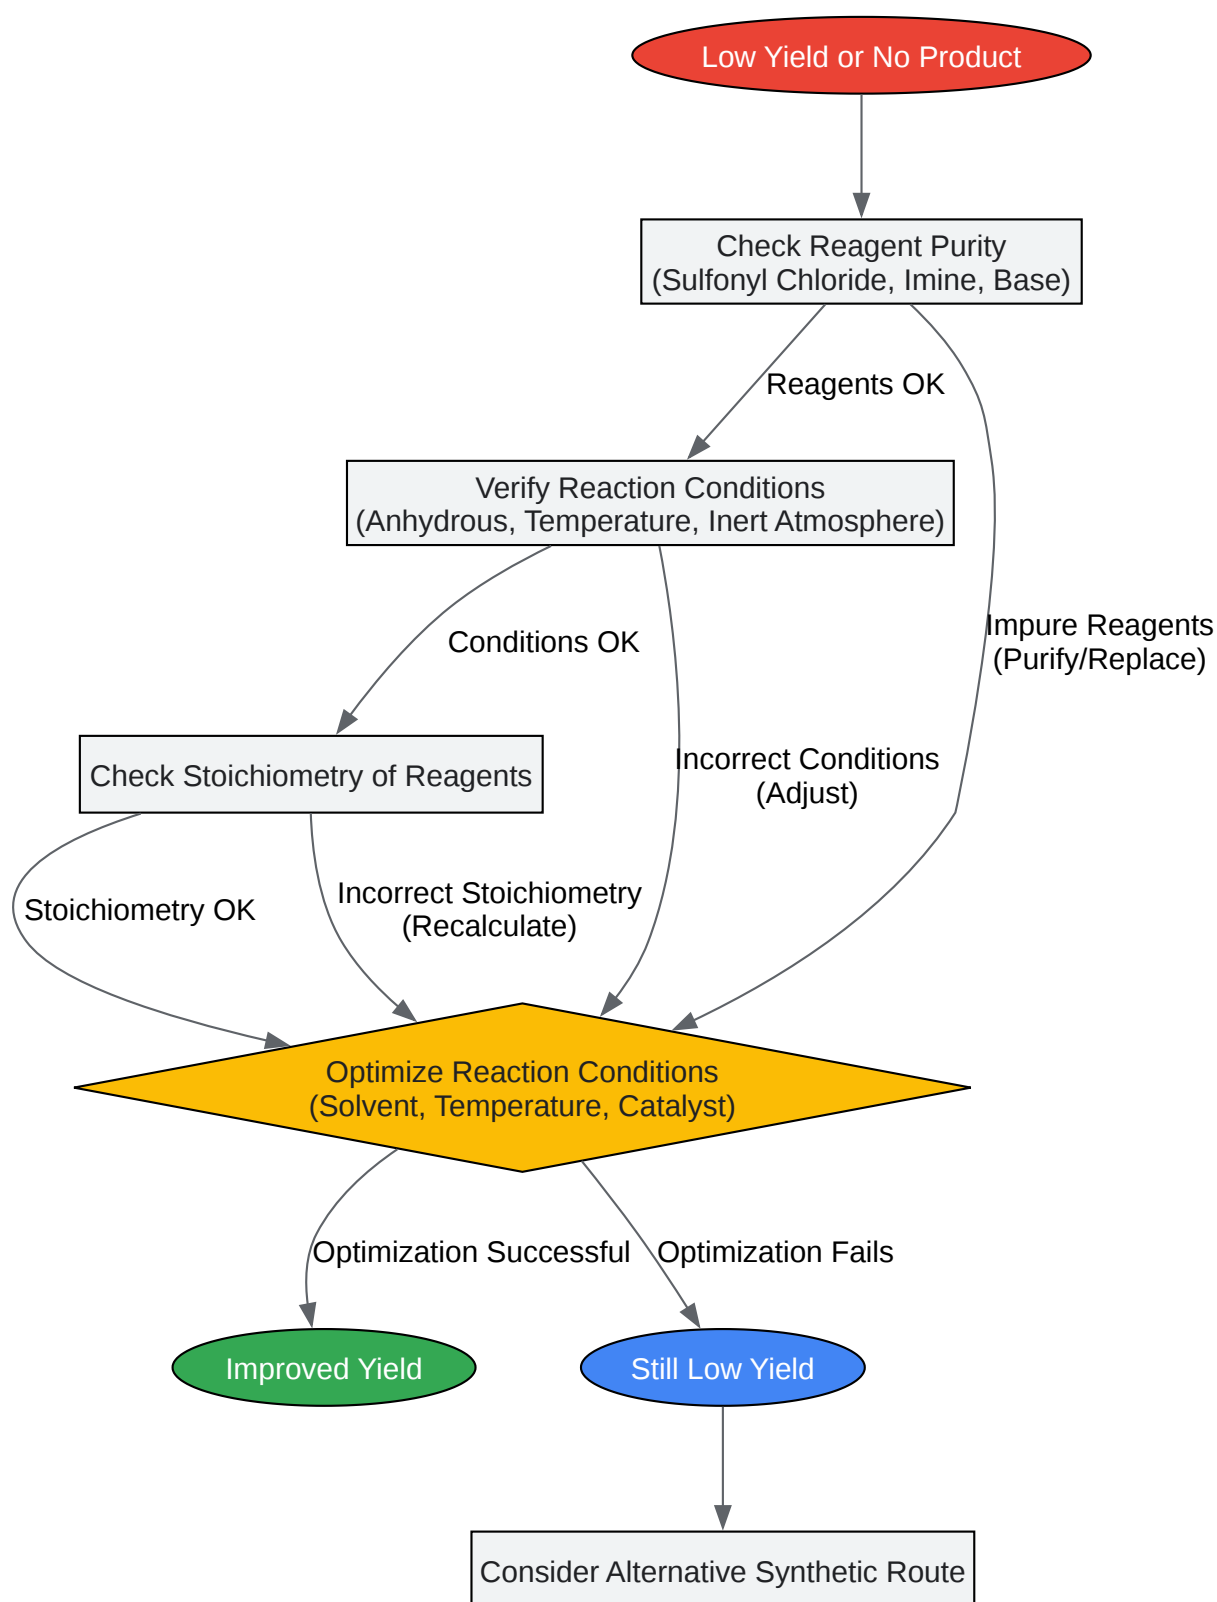 Low Yield or No Product
Check Reagent Purity
(Sulfonyl Chloride, Imine, Base)
Reagents OK
Verify Reaction Conditions
(Anhydrous, Temperature, Inert Atmosphere)
Impure Reagents
(Purify/Replace)
Conditions OK
Incorrect Conditions
(Adjust)
Check Stoichiometry of Reagents
Stoichiometry OK
Incorrect Stoichiometry
(Recalculate)
Optimize Reaction Conditions
(Solvent, Temperature, Catalyst)
Optimization Successful
Optimization Fails
Improved Yield
Still Low Yield
Consider Alternative Synthetic Route